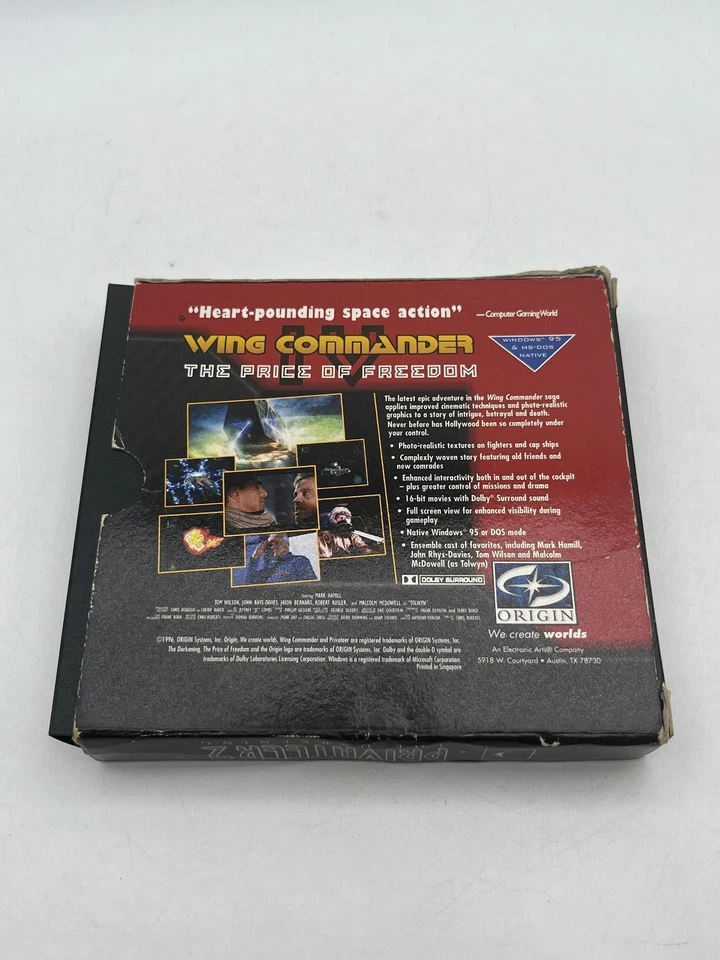 “Heart-pounding space action” —Computer Gaming World
IV
WING COMMANDER
THE PRICE OF FREEDOM
WINDOWS® 95
& MS-DOS
NATIVE
The latest epic adventure in the Wing Commander saga
applies improved cinematic techniques and photo-realistic
graphics to a story of intrigue, betrayal and death.
Never before has Hollywood been so completely under
your control.
• Photo-realistic textures on fighters and cap ships
• Complexly woven story featuring old friends and
new comrades
• Enhanced interactivity both in and out of the cockpit
– plus greater control of missions and drama
• 16-bit movies with Dolby® Surround sound
• Full screen view for enhanced visibility during
gameplay
• Native Windows® 95 or DOS mode
• Ensemble cast of favorites, including Mark Hamill,
John Rhys-Davies, Tom Wilson and Malcolm
McDowell (as Tolwyn)
DOLBY SURROUND
ORIGIN
We create worlds
An Electronic Arts® Company
5918 W. Courtyard • Austin, TX 78730
Starring MARK HAMILL
TOM WILSON, JOHN RHYS-DAVIES, JASON BERNARD, ROBERT RUSLER, and MALCOLM MCDOWELL as "TOLWYN"
©1996, ORIGIN Systems, Inc. Origin, We create worlds, Wing Commander and Privateer are registered trademarks of ORIGIN Systems, Inc.
The Darkening, The Price of Freedom and the Origin logo are trademarks of ORIGIN Systems, Inc. Dolby and the double D symbol are
trademarks of Dolby Laboratories Licensing Corporation. Windows is a registered trademark of Microsoft Corporation.
Printed in Singapore
PRIVATEER 2